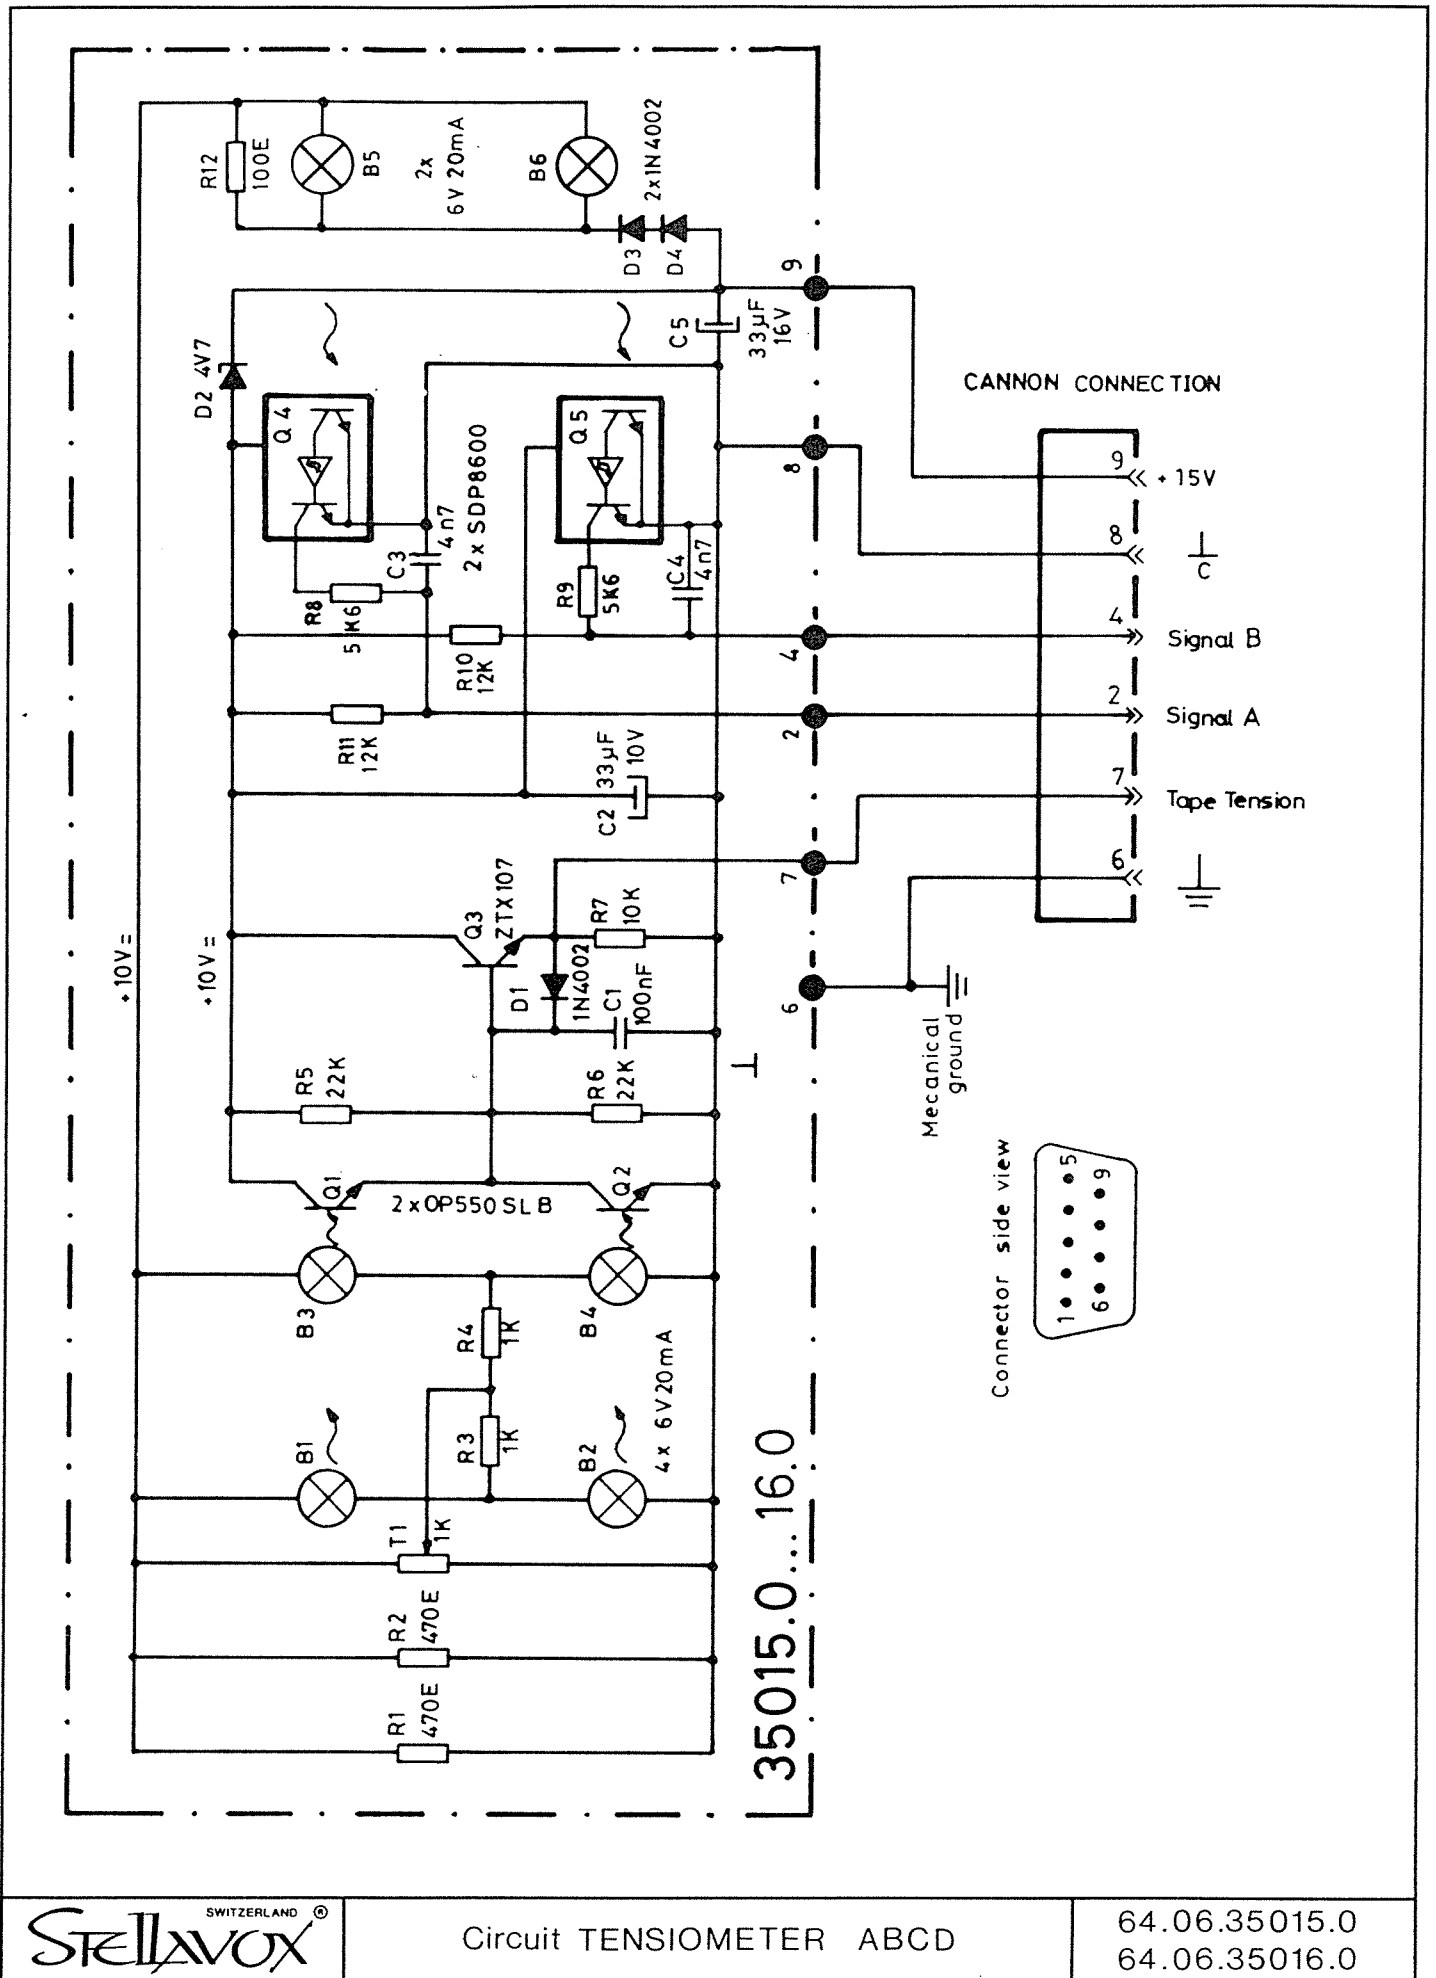 R12
100E
B5
2x
6V 20mA
B6
2x1N4002
D3
D4
9
D2 4V7
C5
33µF
16V
Q4
Q5
8
C3
4n7
2x SDP8600
R8
5K6
R9
5K6
C4
4n7
R10
12K
4
R11
12K
2
C2
33µF
10V
7
Q3
ZTX107
R7
10K
D1
1N4002
C1
100nF
6
+10V=
+10V=
R5
22K
R6
22K
Q1
2xOP550SLB
Q2
B3
R4
1K
B4
B1
R3
1K
B2
4x 6V20mA
T1
1K
R2
470E
R1
470E
35015.0...16.0
CANNON CONNECTION
9
+15V
8
C
4
Signal B
2
Signal A
7
Tape Tension
6
Mecanical
ground
Connector side view
1
5
6
9
STELLAVOX
SWITZERLAND ®
Circuit TENSIOMETER ABCD
64.06.35015.0
64.06.35016.0